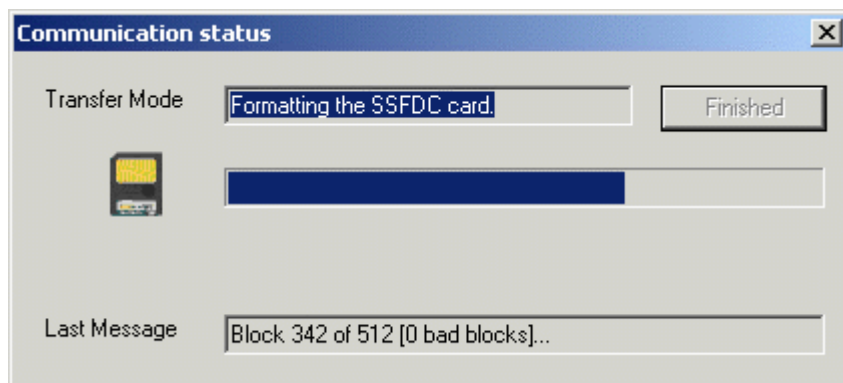 Communication status
Transfer Mode
Formatting the SSFDC card.
Finished
Last Message
Block 342 of 512 [0 bad blocks]...